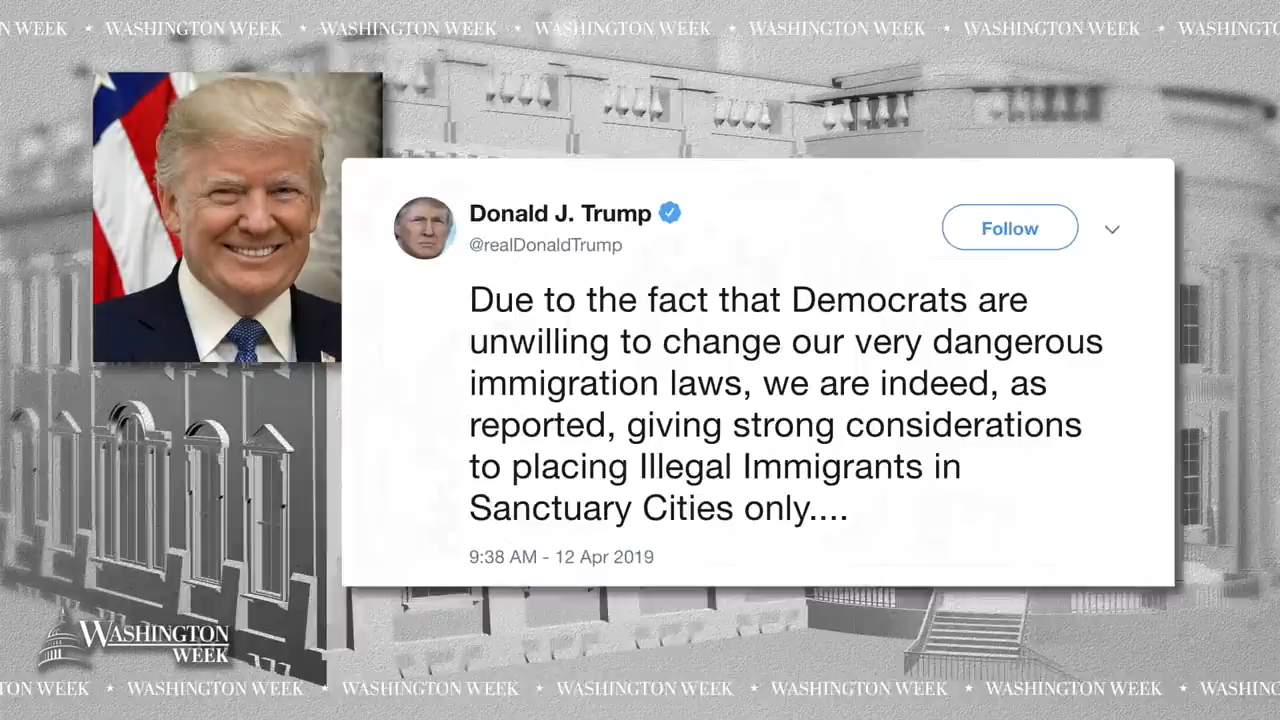 N WEEK ★ WASHINGTON WEEK ★ WASHINGTON WEEK ★ WASHINGTON WEEK ★ WASHINGTON WEEK ★ WASHINGTON WEEK ★ WASHINGT
Donald J. Trump
@realDonaldTrump
Follow
Due to the fact that Democrats are
unwilling to change our very dangerous
immigration laws, we are indeed, as
reported, giving strong considerations
to placing Illegal Immigrants in
Sanctuary Cities only....
9:38 AM - 12 Apr 2019
WASHINGTON
WEEK
TON WEEK ★ WASHINGTON WEEK ★ WASHINGTON WEEK ★ WASHINGTON WEEK ★ WASHINGTON WEEK ★ WASHINGTON WEEK ★ WASHING